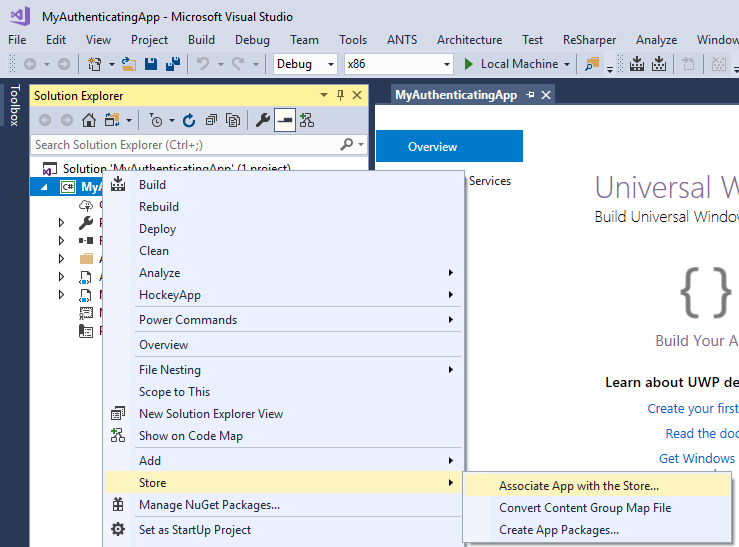 MyAuthenticatingApp - Microsoft Visual Studio
File Edit View Project Build Debug Team Tools ANTS Architecture Test ReSharper Analyze Window
Debug x86 Local Machine
Toolbox
Solution Explorer
MyAuthenticatingApp
Search Solution Explorer (Ctrl+;)
Overview
Solution 'MyAuthenticatingApp' (1 project)
C# MyA
Services
Build
Rebuild
Deploy
Clean
Analyze
HockeyApp
Power Commands
Overview
File Nesting
Scope to This
New Solution Explorer View
Show on Code Map
Add
Store
Manage NuGet Packages...
Set as StartUp Project
Universal W
Build Universal Window
{ }
Build Your A
Learn about UWP de
Create your first
Read the doc
Get Windows
Associate App with the Store...
Convert Content Group Map File
Create App Packages...